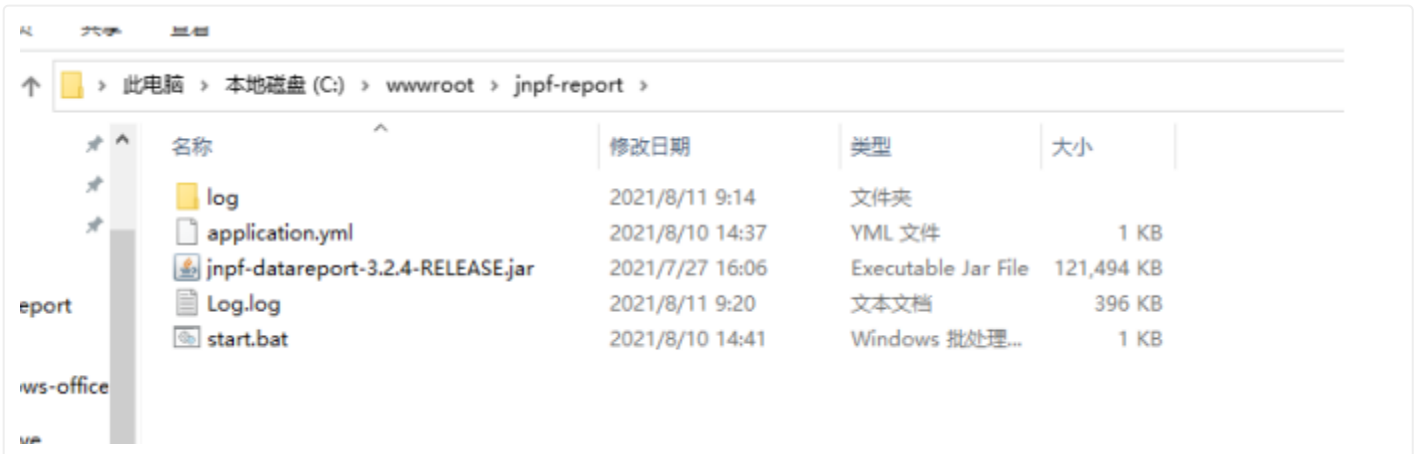 共享 查看
此电脑 › 本地磁盘 (C:) › wwwroot › jnpf-report ›
名称 修改日期 类型 大小
log 2021/8/11 9:14 文件夹
application.yml 2021/8/10 14:37 YML 文件 1 KB
jnpf-datareport-3.2.4-RELEASE.jar 2021/7/27 16:06 Executable Jar File 121,494 KB
eport Log.log 2021/8/11 9:20 文本文档 396 KB
start.bat 2021/8/10 14:41 Windows 批处理... 1 KB
ws-office